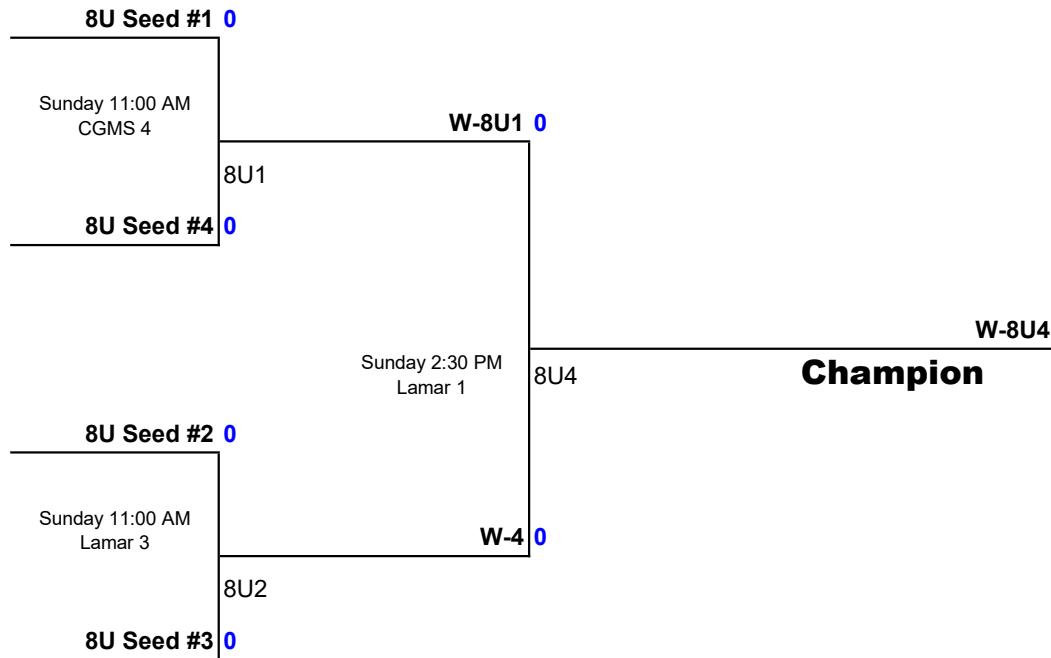 8U Seed #1 0
Sunday 11:00 AM
CGMS 4
W-8U1 0
8U1
8U Seed #4 0
W-8U4
Sunday 2:30 PM
Lamar 1
8U4
Champion
8U Seed #2 0
Sunday 11:00 AM
Lamar 3
W-4 0
8U2
8U Seed #3 0